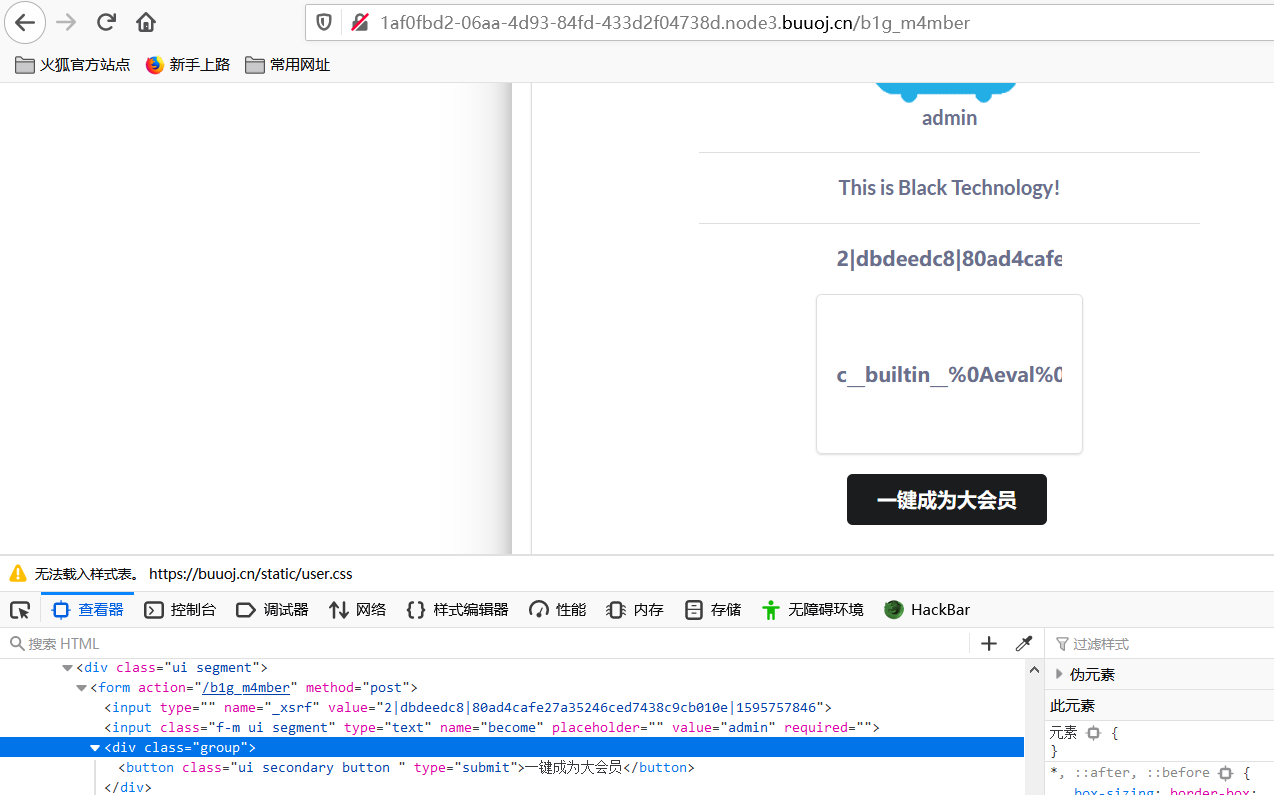 1af0fbd2-06aa-4d93-84fd-433d2f04738d.node3.buuoj.cn/b1g_m4mber
火狐官方站点 新手上路 常用网址
admin
This is Black Technology!
2|dbdeedc8|80ad4cafe
c__builtin__%0Aeval%0
一键成为大会员
无法载入样式表。 https://buuoj.cn/static/user.css
查看器 控制台 调试器 网络 {} 样式编辑器 性能 内存 存储 无障碍环境 HackBar
搜索 HTML
过滤样式
<div class="ui segment">
伪元素
<form action="/b1g_m4mber" method="post">
<input type="" name="_xsrf" value="2|dbdeedc8|80ad4cafe27a35246ced7438c9cb010e|1595757846">
此元素
<input class="f-m ui segment" type="text" name="become" placeholder="" value="admin" required="">
元素 {
<div class="group">
}
<button class="ui secondary button " type="submit">一键成为大会员</button>
*, ::after, ::before {
</div>
box-sizing: border-box;